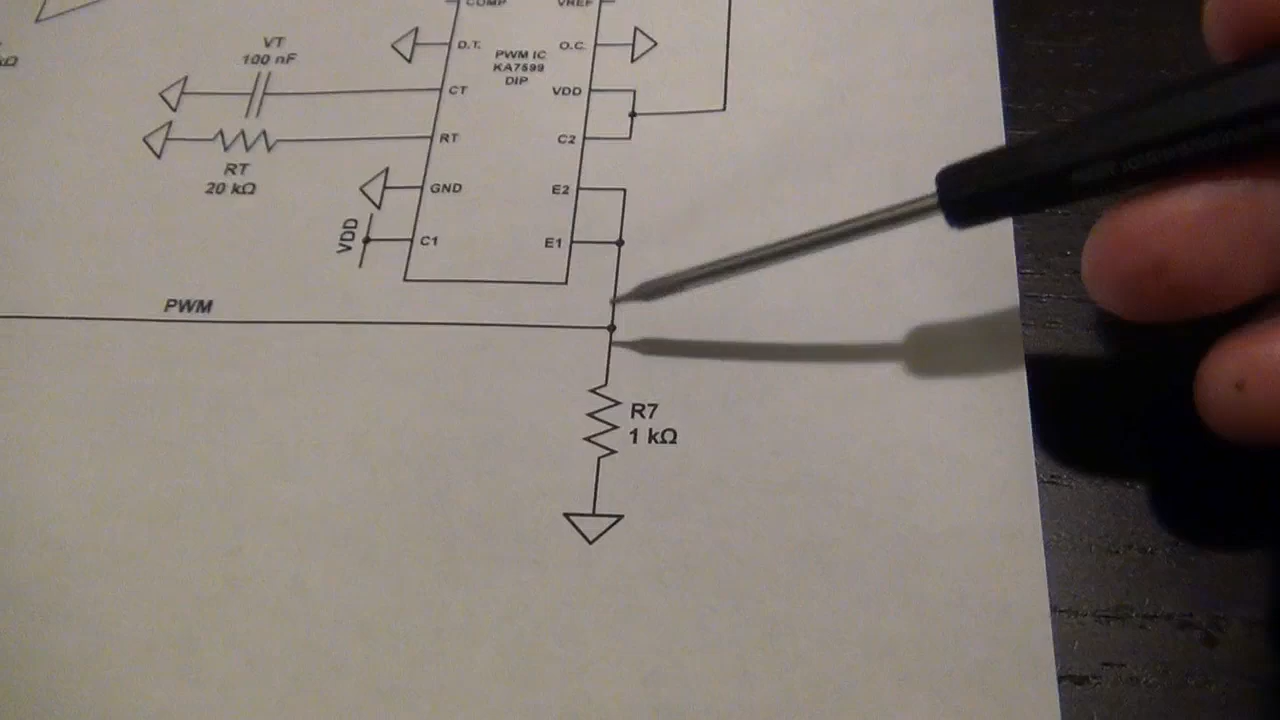 COMP
VREF
VT
100 nF
D.T.
PWM IC
KA7599
DIP
O.C.
CT
VDD
RT
C2
RT
20 kΩ
GND
E2
VDD
C1
E1
PWM
R7
1 kΩ